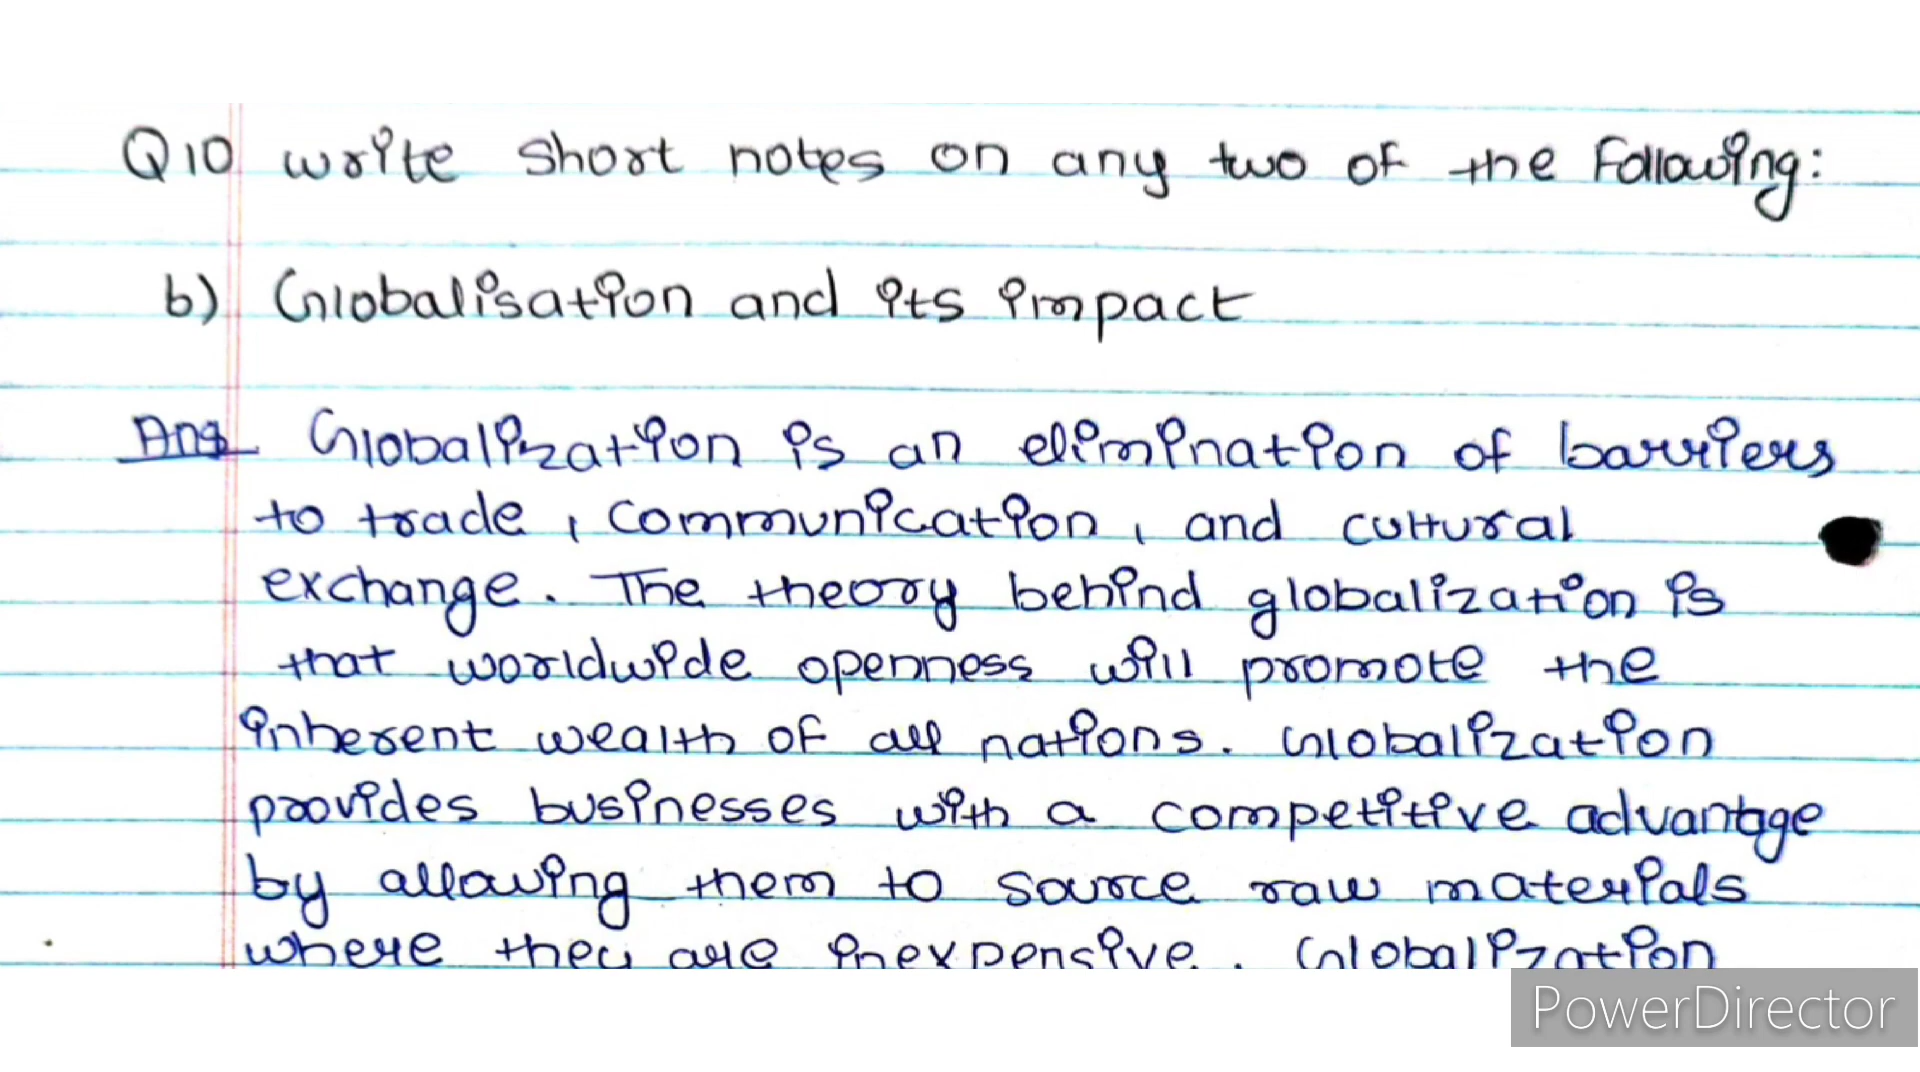 Q10 write short notes on any two of the Following:
b) Globalisation and its impact
Ans Globalization is an elimination of barriers
to trade, communication, and cultural
exchange. The theory behind globalization is
that worldwide openness will promote the
inherent wealth of all nations. Globalization
provides businesses with a competitive advantage
by allowing them to source raw materials
where they are inexpensive. Globalization
PowerDirector